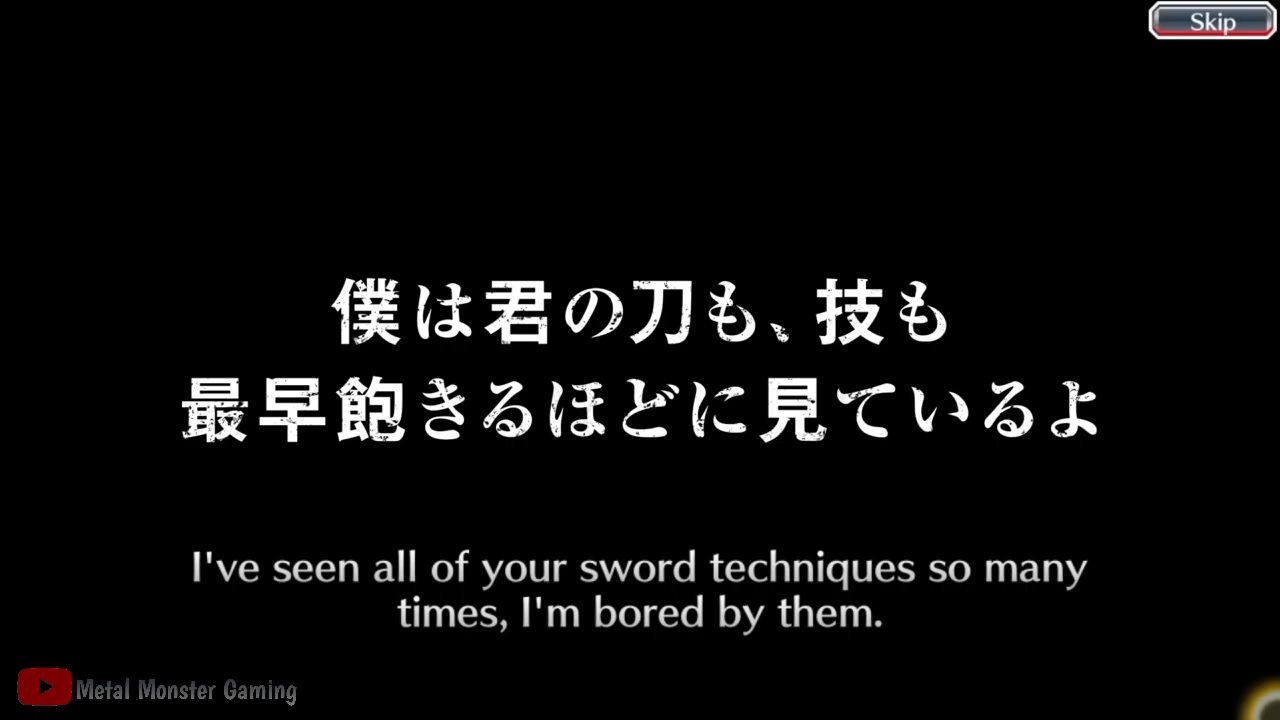 Skip
僕は君の刀も、技も
最早飽きるほどに見ているよ
I've seen all of your sword techniques so many
times, I'm bored by them.
Metal Monster Gaming